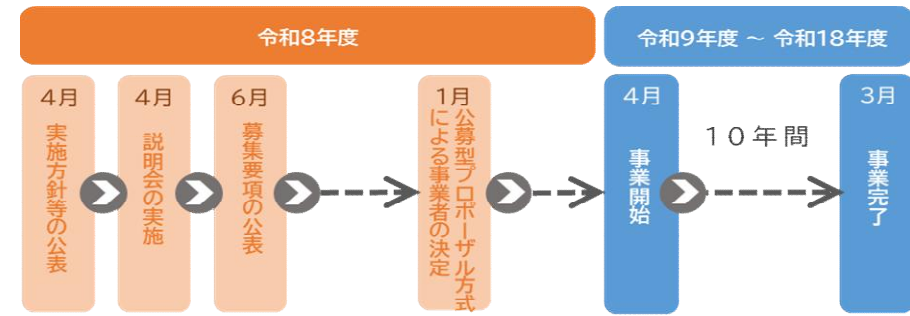 令和8年度
令和9年度 ～ 令和18年度
4月
実施方針等の公表
4月
説明会の実施
6月
募集要項の公表
1月
公募型プロポーザル方式
による事業者の決定
4月
事業開始
10年間
3月
事業完了